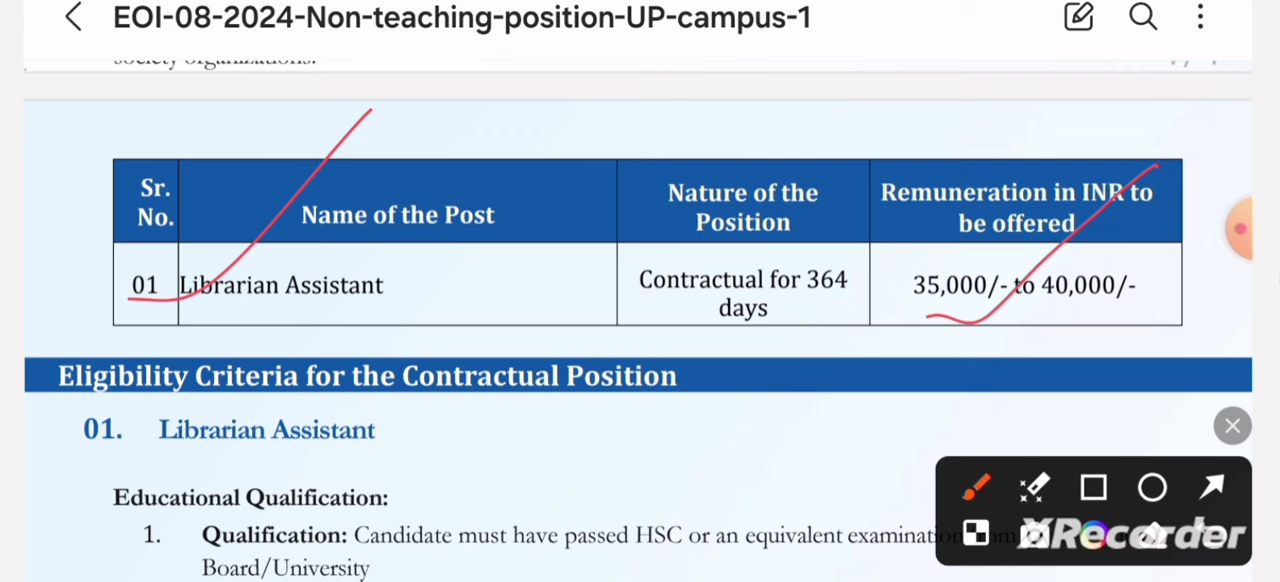 EOI-08-2024-Non-teaching-position-UP-campus-1
society organizations.
Sr. No.
Name of the Post
Nature of the Position
Remuneration in INR to be offered
01
Librarian Assistant
Contractual for 364 days
35,000/- to 40,000/-
Eligibility Criteria for the Contractual Position
01. Librarian Assistant
Educational Qualification:
1. Qualification: Candidate must have passed HSC or an equivalent examination
Board/University
XRecorder